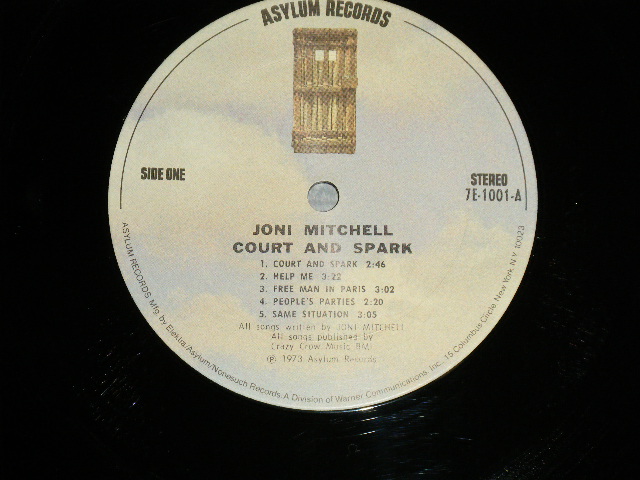 ASYLUM RECORDS
SIDE ONE
STEREO
7E-1001-A
JONI MITCHELL
COURT AND SPARK
1. COURT AND SPARK 2:46
2. HELP ME 3:22
3. FREE MAN IN PARIS 3:02
4. PEOPLE'S PARTIES 2:20
5. SAME SITUATION 3:05
All songs written by JONI MITCHELL
All songs published by
Crazy Crow Music BMI
℗ 1973 Asylum Records
ASYLUM RECORDS Mfg. by Elektra/Asylum/Nonesuch Records. A Division of Warner Communications, Inc. 15 Columbus Circle, New York N.Y. 10023